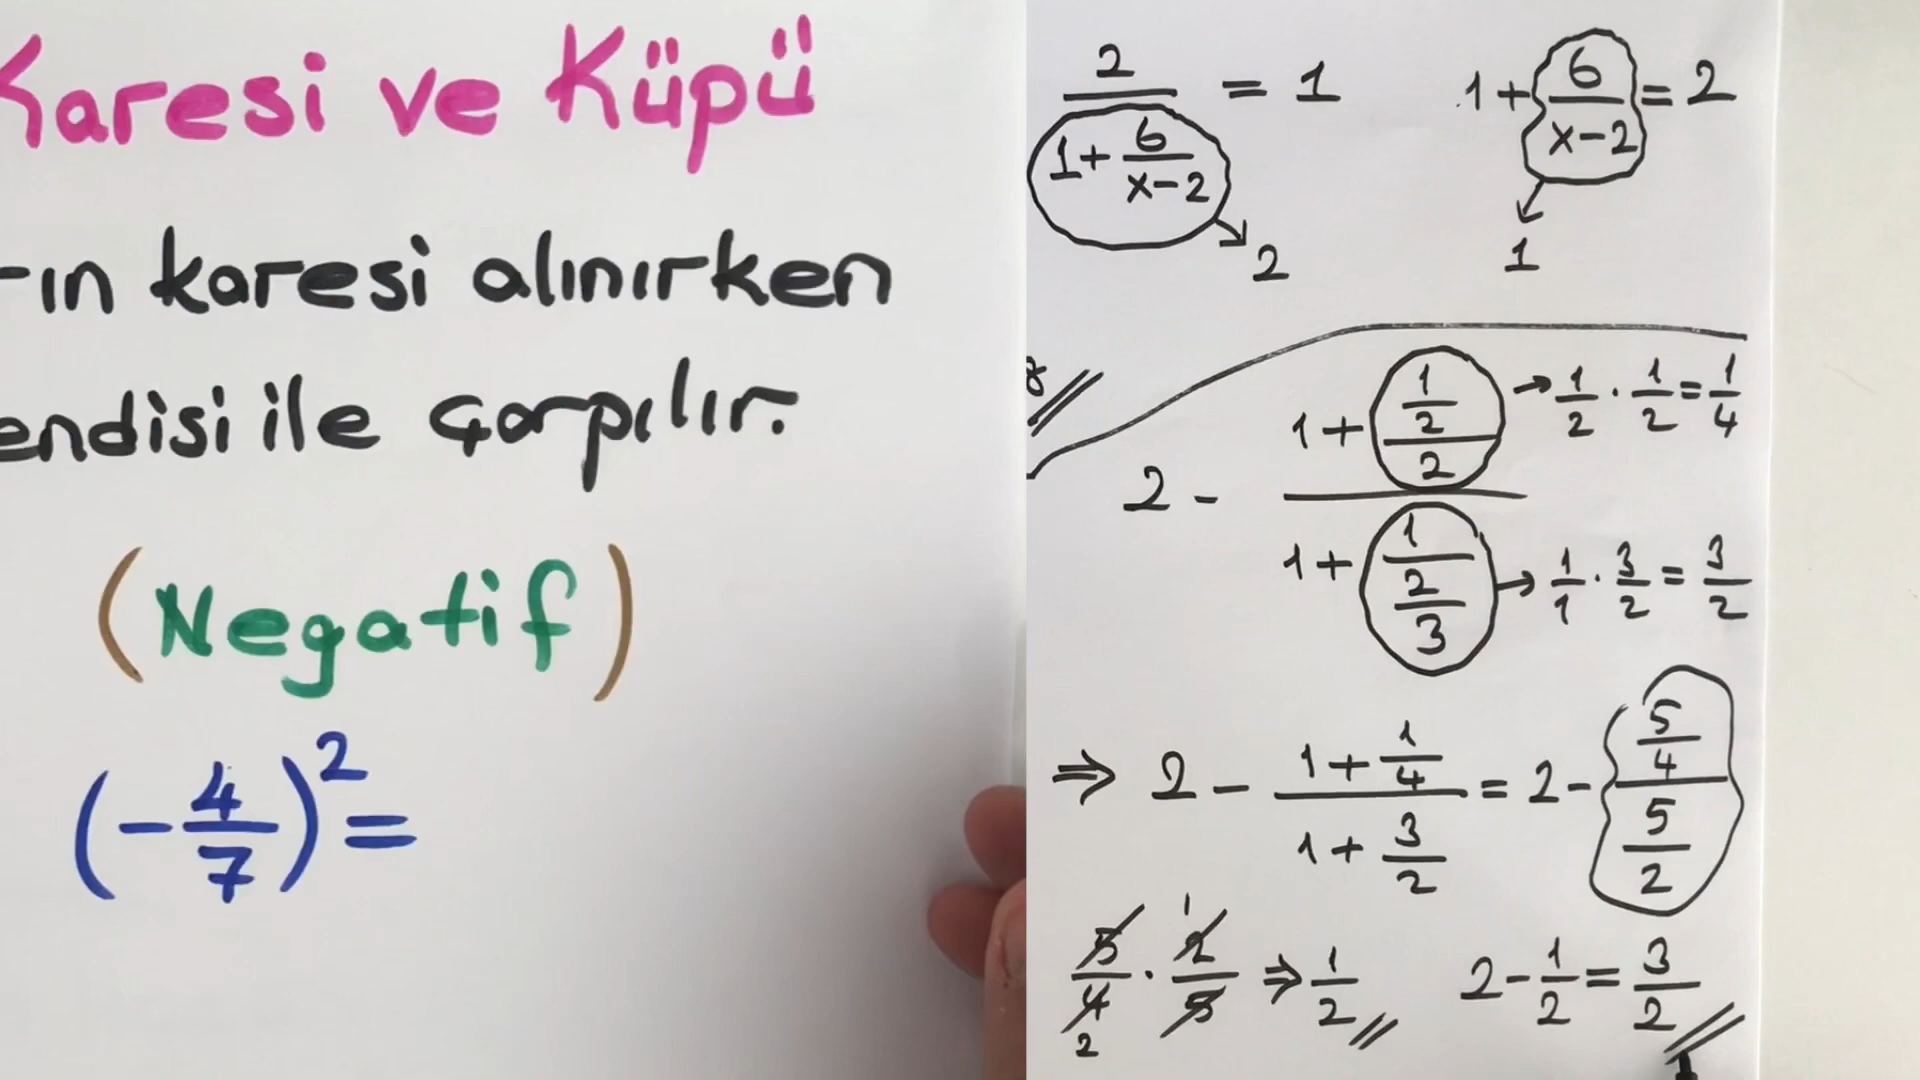 Karesi ve Küpü
-ın karesi alınırken
endisi ile çarpılır.
(Negatif)
(-4/7)² =
2/(1+6/(x-2)) = 1
→ 2
1+6/(x-2) = 2
→ 1
2 - (1+(1/2)/2)/(1+1/(2/3))
→ 1/2 · 1/2 = 1/4
→ 1/1 · 3/2 = 3/2
⇒ 2 - (1+1/4)/(1+3/2) = 2 - (5/4)/(5/2)
5/4 · 2/5 ⇒ 1/2
1
2
2 - 1/2 = 3/2